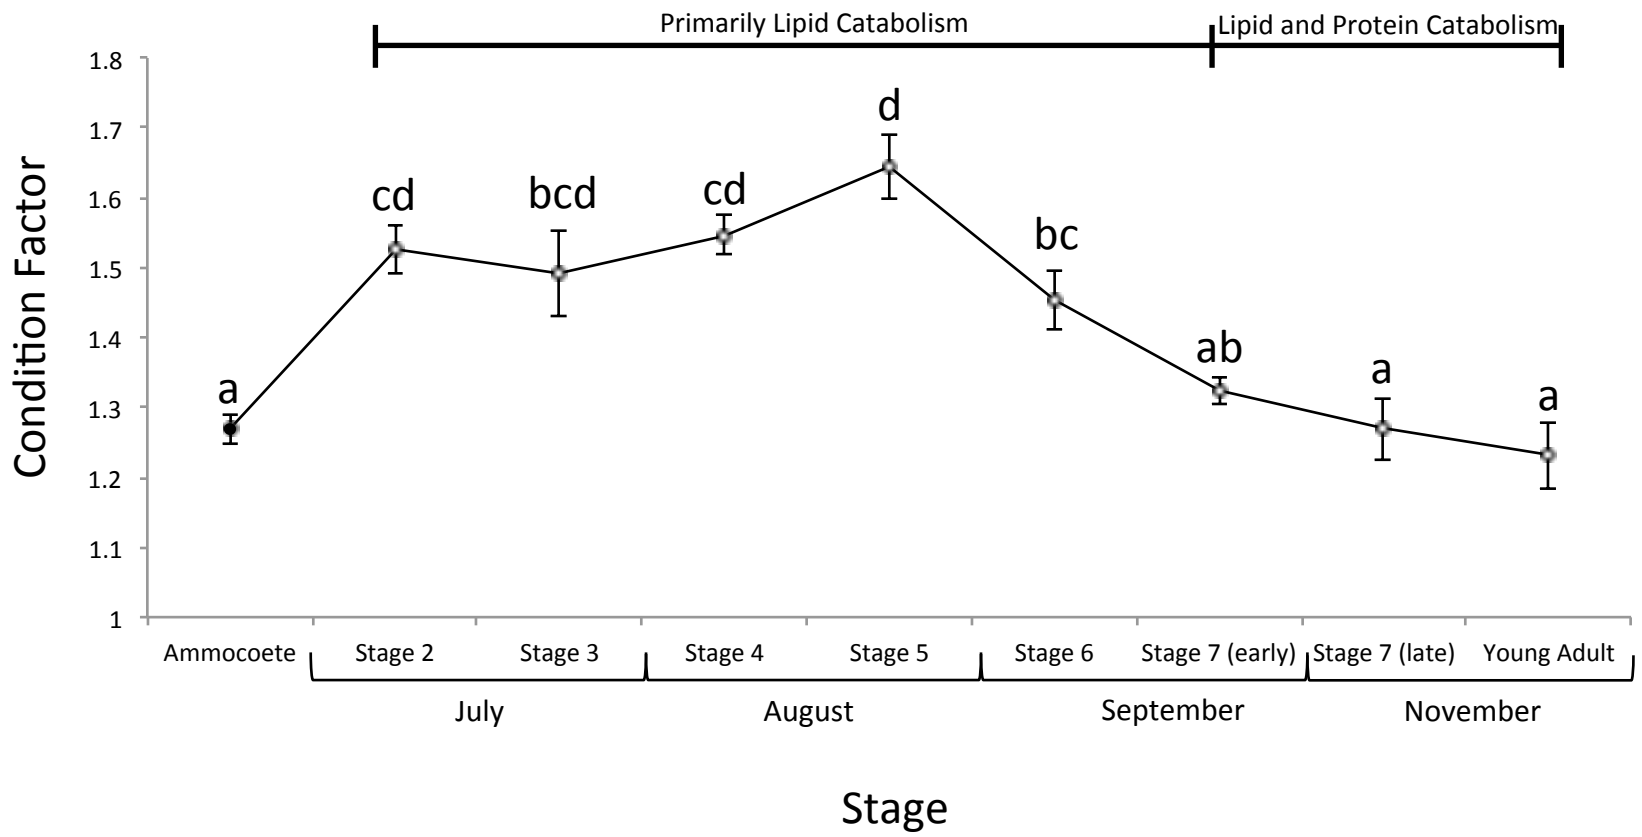 Primarily Lipid Catabolism
Lipid and Protein Catabolism
1.8
1.7
1.6
1.5
1.4
1.3
1.2
1.1
1
Condition Factor
a
cd
bcd
cd
d
bc
ab
a
a
Ammocoete
Stage 2
Stage 3
Stage 4
Stage 5
Stage 6
Stage 7 (early)
Stage 7 (late)
Young Adult
July
August
September
November
Stage